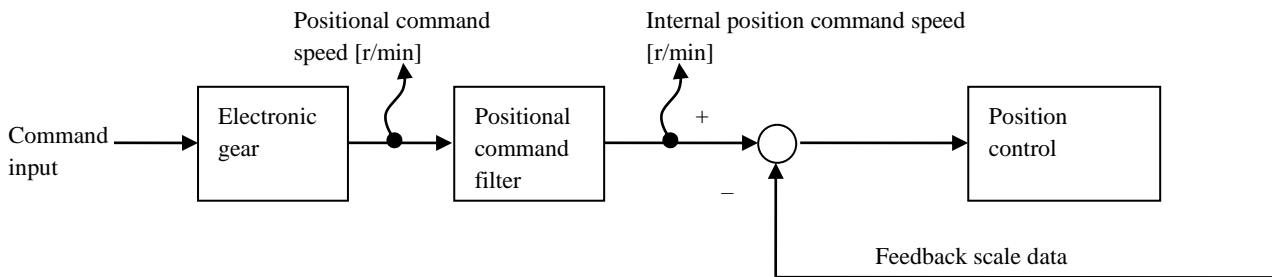 Positional command
speed [r/min]
Internal position command speed
[r/min]
Command
input
Electronic
gear
Positional
command
filter
+
−
Position
control
Feedback scale data